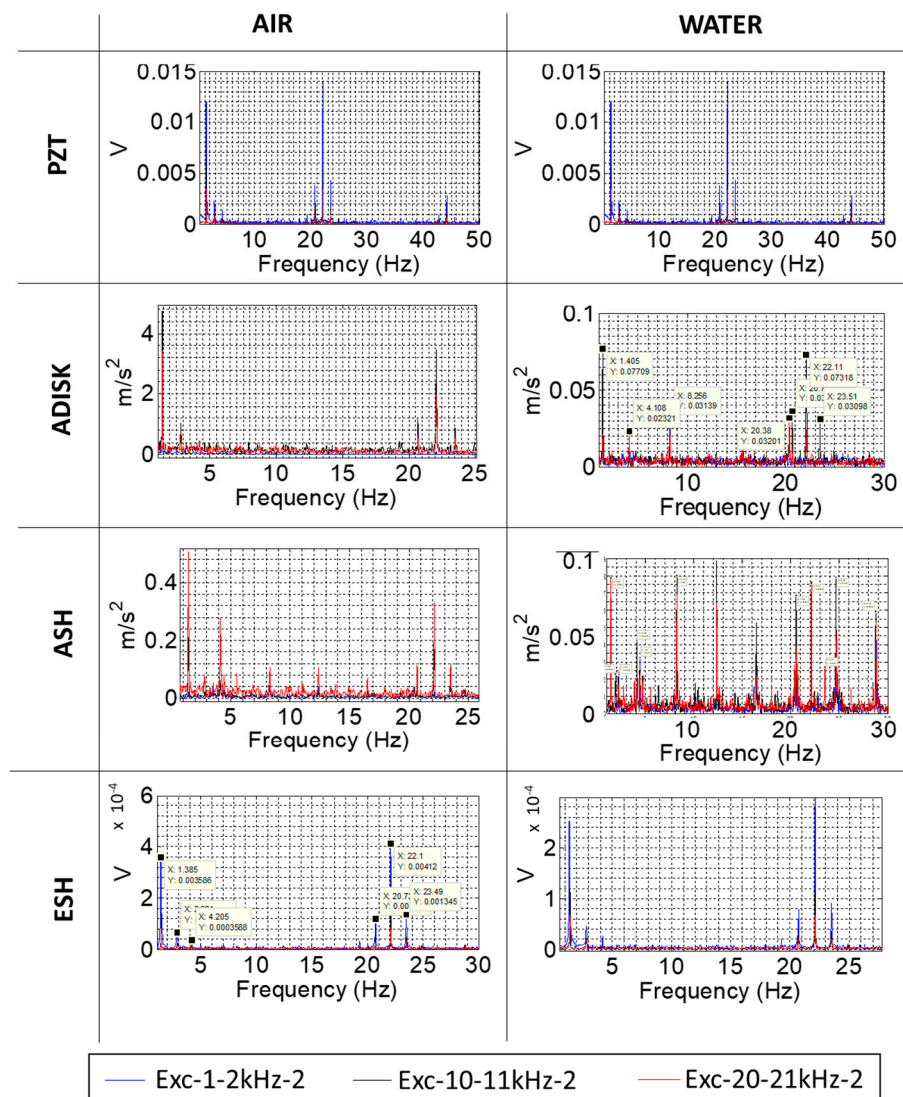 AIR WATER
PZT
0.015 0.01 0.005 0
V
10 20 30 40 50
Frequency (Hz)
0.015 0.01 0.005 0
V
10 20 30 40 50
Frequency (Hz)
ADISK
4 2 0
m/s2
5 10 15 20 25
Frequency (Hz)
0.1 0.05 0
m/s2
X: 1.405
Y: 0.07709
X: 4.108
Y: 0.02321
X: 8.256
Y: 0.03139
X: 20.38
Y: 0.03201
X: 22.11
Y: 0.07318
X: 23.51
Y: 0.03098
10 20 30
Frequency (Hz)
ASH
0.4 0.2 0
m/s2
5 10 15 20 25
Frequency (Hz)
0.1 0.05
m/s2
10 20 30
Frequency (Hz)
ESH
x 10-4
6 4 2 0
V
X: 1.385
Y: 0.003586
X: 4.205
Y: 0.0003588
X: 22.1
Y: 0.00412
X: 23.49
Y: 0.001345
5 10 15 20 30
Frequency (Hz)
x 10-4
2 0
V
5 10 15 20 25
Frequency (Hz)
Exc-1-2kHz-2 Exc-10-11kHz-2 Exc-20-21kHz-2